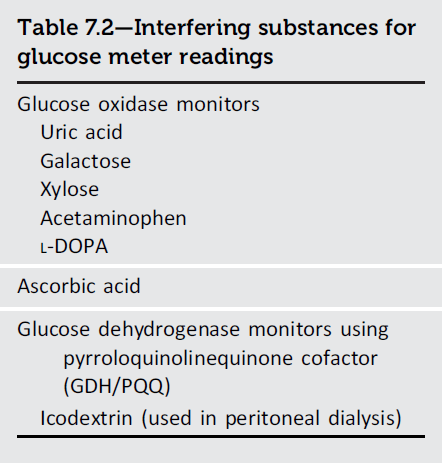 Table 7.2—Interfering substances for
glucose meter readings
Glucose oxidase monitors
Uric acid
Galactose
Xylose
Acetaminophen
L-DOPA
Ascorbic acid
Glucose dehydrogenase monitors using
pyrroloquinolinequinone cofactor
(GDH/PQQ)
Icodextrin (used in peritoneal dialysis)